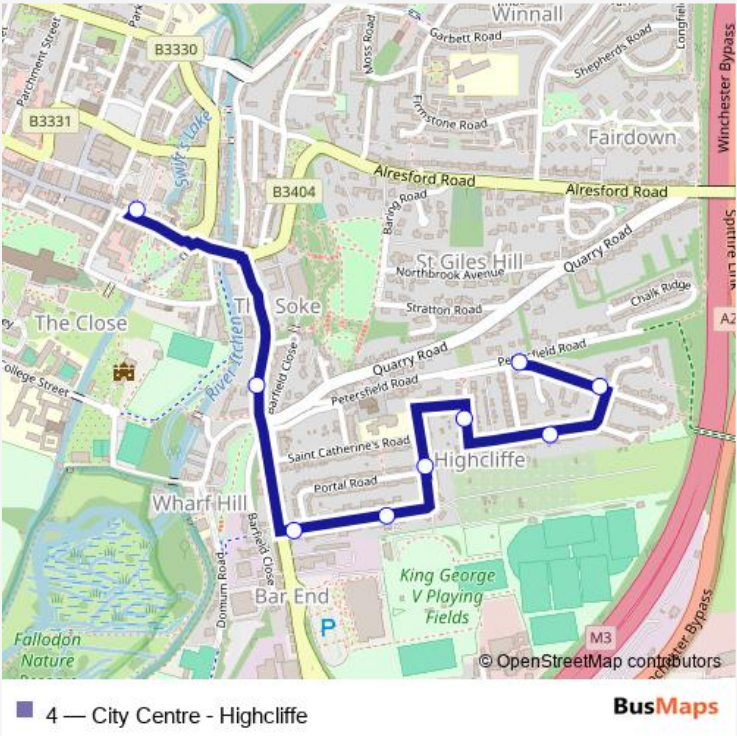 Winnall
Park
B3330
Moss Road
Garbett Road
Longfiel
Shepherds Road
Winchester Bypass
Parchment Street
Firmstone Road
B3331
Swift's Lake
Fairdown
B3404
Alresford Road
Alresford Road
Baring Road
Spitfire Link
Quarry Road
St Giles Hill
Northbrook Avenue
Chalk Ridge
The Soke
Stratton Road
The Close
River Itchen
A2
Quarry Road
Petersfield Road
College Street
Barfield Close
Petersfield Road
Saint Catherine's Road
Highcliffe
Portal Road
Wharf Hill
Barfield Close
Domum Road
King George
V Playing
Fields
Bar End
P
M3
Winchester Bypass
Fallodon
Nature
© OpenStreetMap contributors
4 — City Centre - Highcliffe
BusMaps